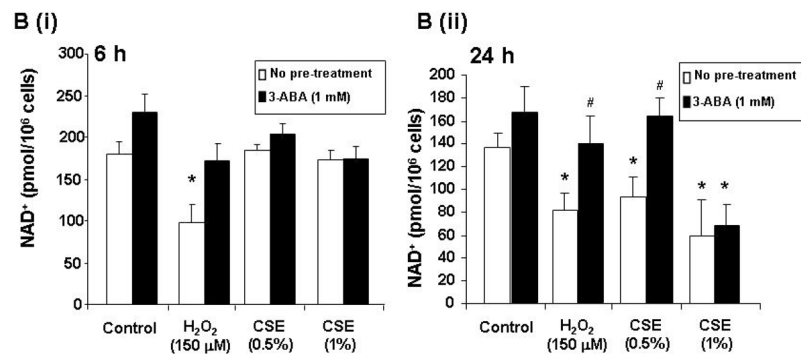 B (i)
6 h
NAD⁺ (pmol/10⁶ cells)
300
250
200
150
100
50
0
No pre-treatment
3-ABA (1 mM)
*
Control
H₂O₂
(150 µM)
CSE
(0.5%)
CSE
(1%)
B (ii)
24 h
NAD⁺ (pmol/10⁶ cells)
200
180
160
140
120
100
80
60
40
20
0
No pre-treatment
3-ABA (1 mM)
# #
* * * *
Control
H₂O₂
(150 µM)
CSE
(0.5%)
CSE
(1%)